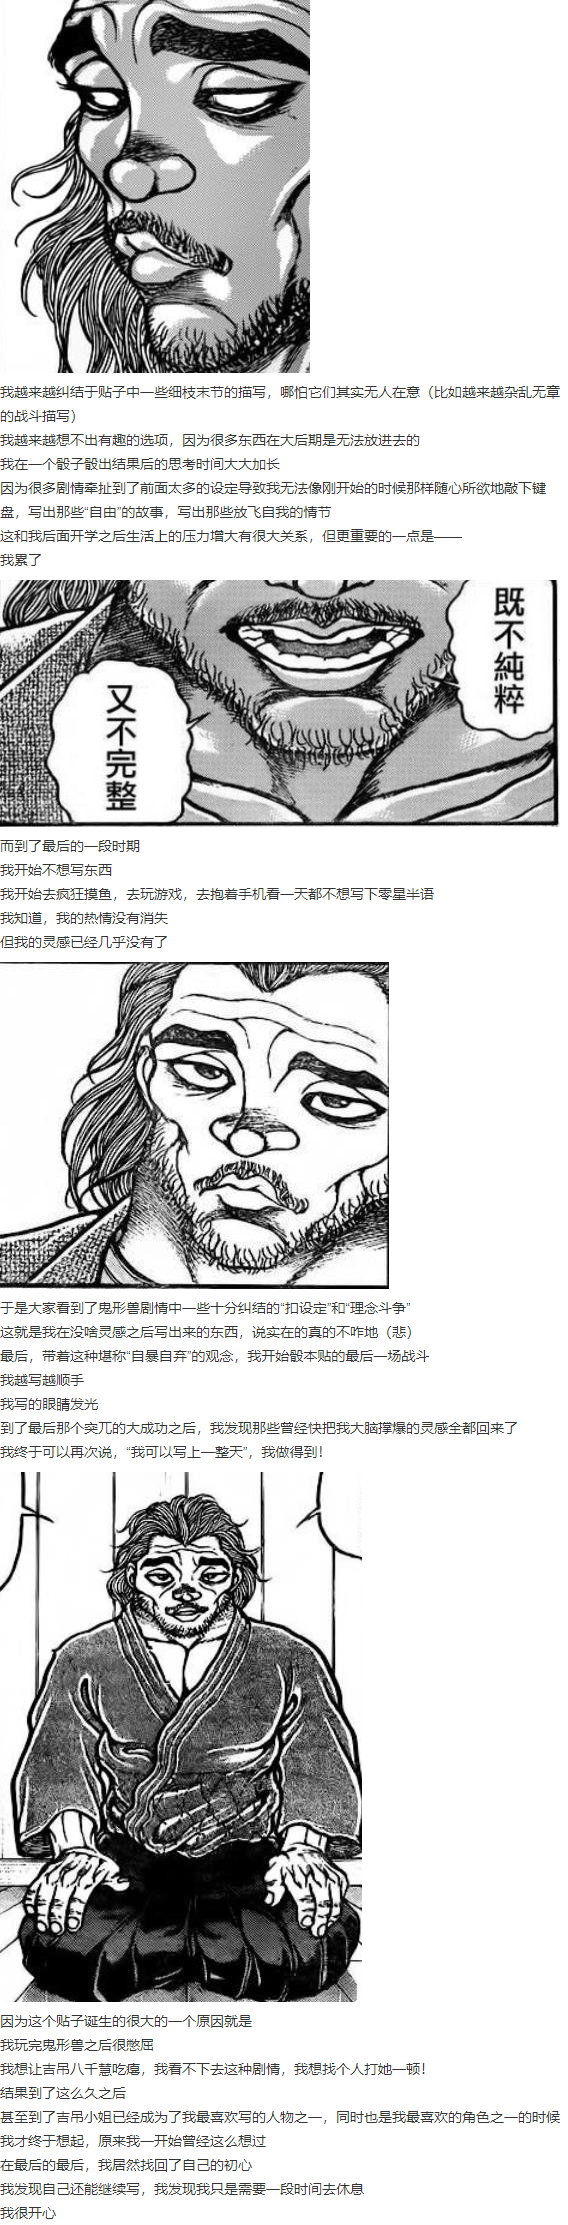 我越来越纠结于贴子中一些细枝末节的描写，哪怕它们其实无人在意（比如越来越杂乱无章
的战斗描写）
我越来越想不出有趣的选项，因为很多东西在大后期是无法放进去的
我在一个骰子骰出结果后的思考时间大大加长
因为很多剧情牵扯到了前面太多的设定导致我无法像刚开始的时候那样随心所欲地敲下键
盘，写出那些“自由”的故事，写出那些放飞自我的情节
这和我后面开学之后生活上的压力增大有很大关系，但更重要的一点是——
我累了
既不純粹
又不完整
而到了最后的一段时期
我开始不想写东西
我开始去疯狂摸鱼，去玩游戏，去抱着手机看一天都不想写下零星半语
我知道，我的热情没有消失
但我的灵感已经几乎没有了
于是大家看到了鬼形兽剧情中一些十分纠结的“扣设定”和“理念斗争”
这就是我在没啥灵感之后写出来的东西，说实在的真的不咋地（悲）
最后，带着这种堪称“自暴自弃”的观念，我开始骰本贴的最后一场战斗
我越写越顺手
我写的眼睛发光
到了最后那个突兀的大成功之后，我发现那些曾经快把我大脑撑爆的灵感全都回来了
我终于可以再次说，“我可以写上一整天”，我做得到！
因为这个贴子诞生的很大的一个原因就是
我玩完鬼形兽之后很憋屈
我想让吉吊八千慧吃瘪，我看不下去这种剧情，我想找个人打她一顿！
结果到了这么久之后
甚至到了吉吊小姐已经成为了我最喜欢写的人物之一，同时也是我最喜欢的角色之一的时候
我才终于想起，原来我一开始曾经这么想过
在最后的最后，我居然找回了自己的初心
我发现自己还能继续写，我发现我只是需要一段时间去休息
我很开心